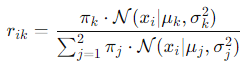 r_{ik} = \frac{\pi_k \cdot \mathcal{N}(x_i|\mu_k, \sigma_k^2)}{\sum_{j=1}^{2} \pi_j \cdot \mathcal{N}(x_i|\mu_j, \sigma_j^2)}